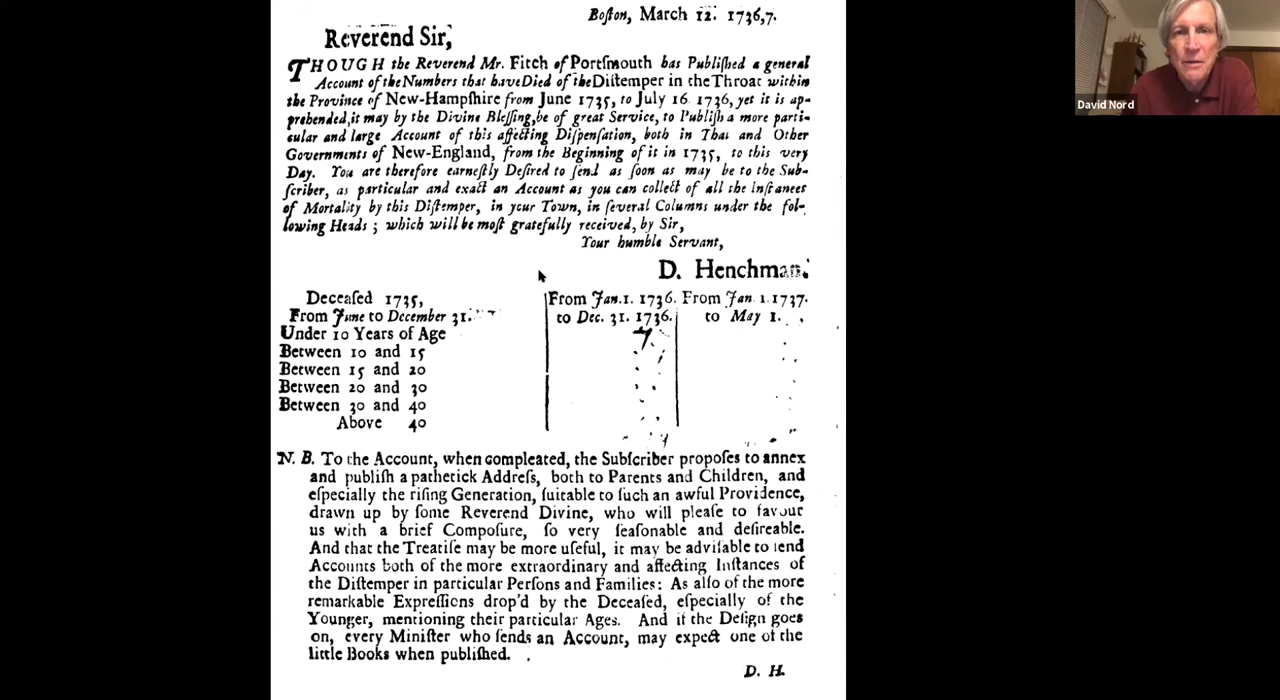 Boſton, March 12. 1736,7.
Reverend Sir,
THOUGH the Reverend Mr. Fitch of Portſmouth has Publiſhed a general
Account of the Numbers that have Died of the Diſtemper in the Throat within
the Province of New-Hampſhire from June 1735, to July 16. 1736, yet it is ap-
prehended, it may by the Divine Bleſſing, be of great Service, to Publiſh a more parti-
cular and large Account of this affecting Diſpenſation, both in That and Other
Governments of New-England, from the Beginning of it in 1735, to this very
Day. You are therefore earneſtly Deſired to ſend as ſoon as may be to the Sub-
ſcriber, as particular and exact an Account as you can collect of all the Inſtances
of Mortality by this Diſtemper, in your Town, in ſeveral Columns under the fol-
lowing Heads ; which will be moſt gratefully received, by Sir,
Your humble Servant,
D. Henchman.
Deceaſed 1735, From Jan. 1. 1736. From Jan 1. 1737.
From June to December 31. to Dec. 31. 1736. to May 1.
Under 10 Years of Age 7
Between 10 and 15
Between 15 and 20
Between 20 and 30
Between 30 and 40
Above 40
N. B. To the Account, when compleated, the Subſcriber propoſes to annex
and publiſh a pathetick Addreſs, both to Parents and Children, and
eſpecially the riſing Generation, ſuitable to ſuch an awful Providence,
drawn up by ſome Reverend Divine, who will pleaſe to favour
us with a brief Compoſure, ſo very ſeaſonable and deſireable.
And that the Treatiſe may be more uſeful, it may be adviſable to ſend
Accounts both of the more extraordinary and affecting Inſtances of
the Diſtemper in particular Perſons and Families: As alſo of the more
remarkable Expreſſions drop'd by the Deceaſed, eſpecially of the
Younger, mentioning their particular Ages. And if the Deſign goes
on, every Miniſter who ſends an Account, may expect one of the
little Books when publiſhed.
D. H.
David Nord